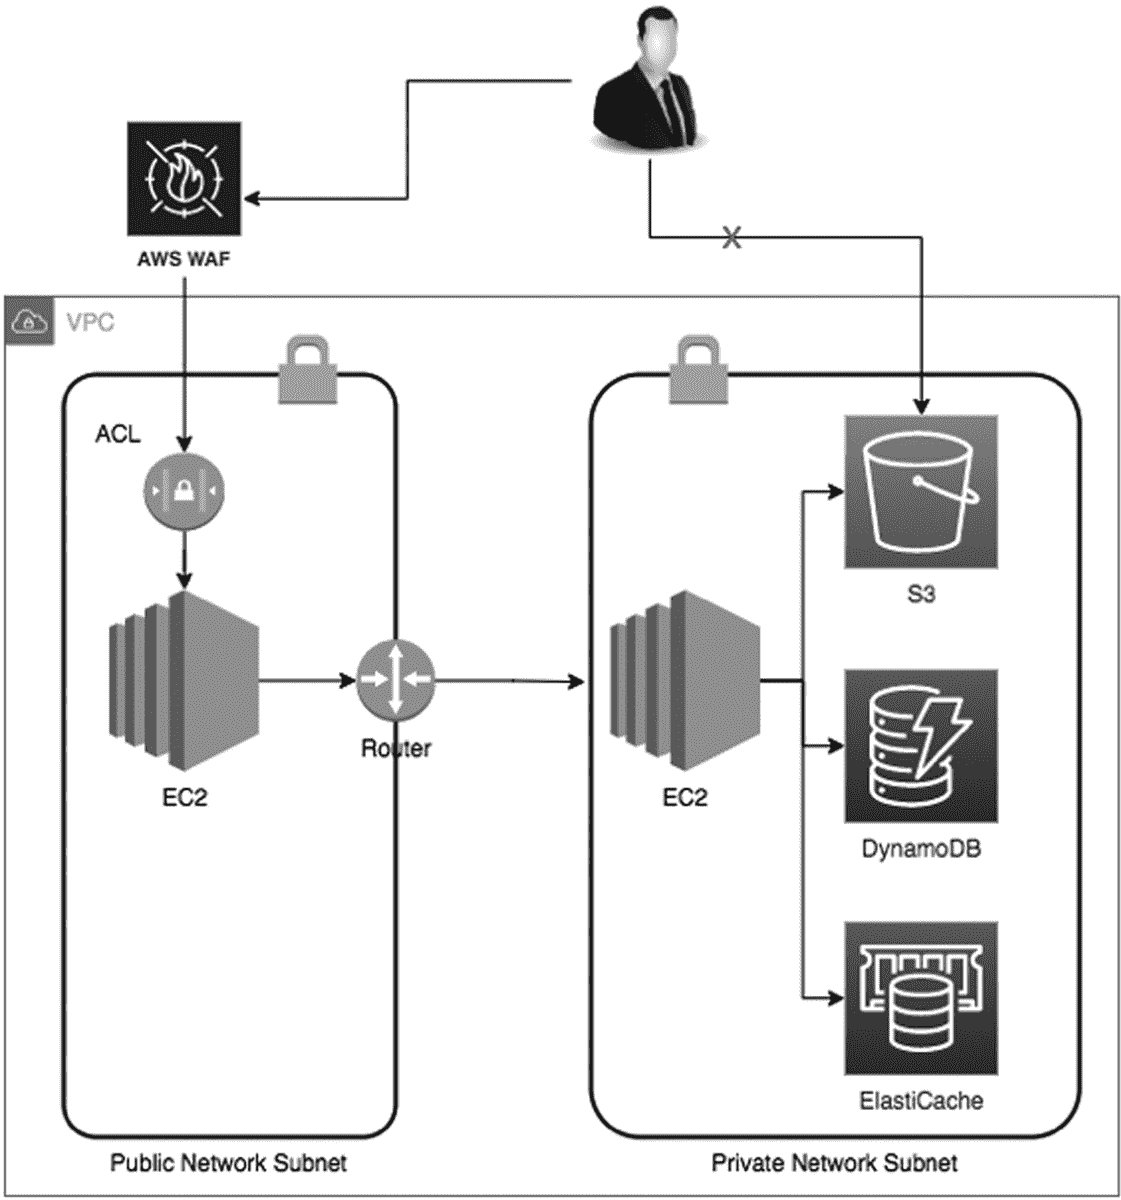 AWS WAF
VPC
ACL
S3
Router
EC2
EC2
DynamoDB
ElastiCache
Public Network Subnet
Private Network Subnet